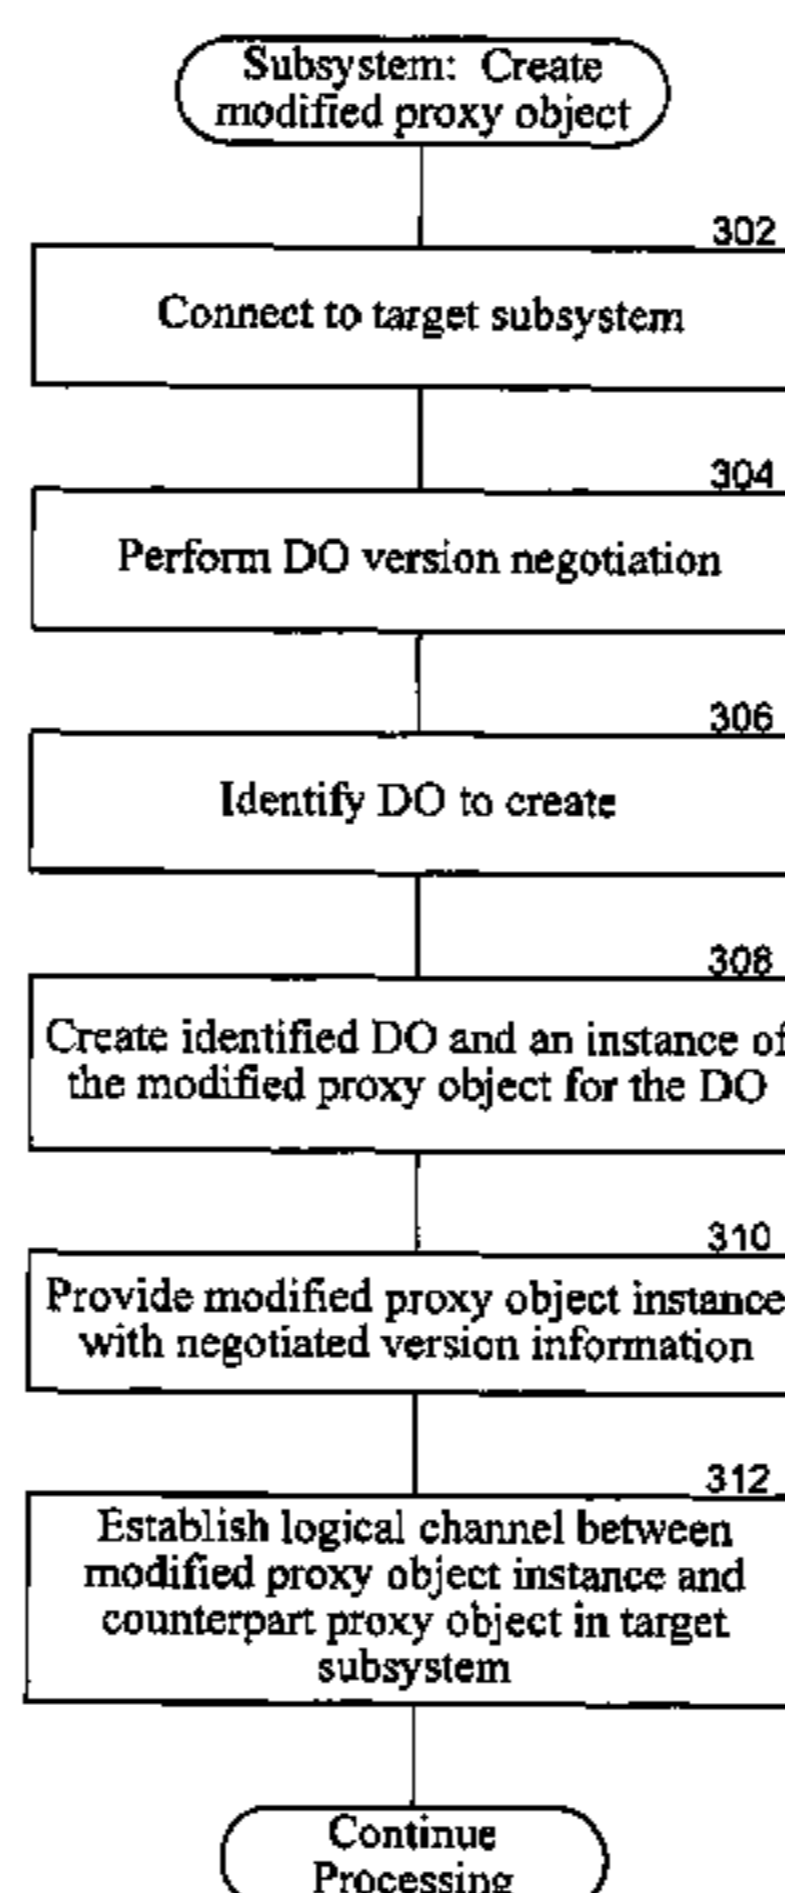 Subsystem: Create
modified proxy object
302
Connect to target subsystem
304
Perform DO version negotiation
306
Identify DO to create
308
Create identified DO and an instance of
the modified proxy object for the DO
310
Provide modified proxy object instance
with negotiated version information
312
Establish logical channel between
modified proxy object instance and
counterpart proxy object in target
subsystem
Continue
Processing